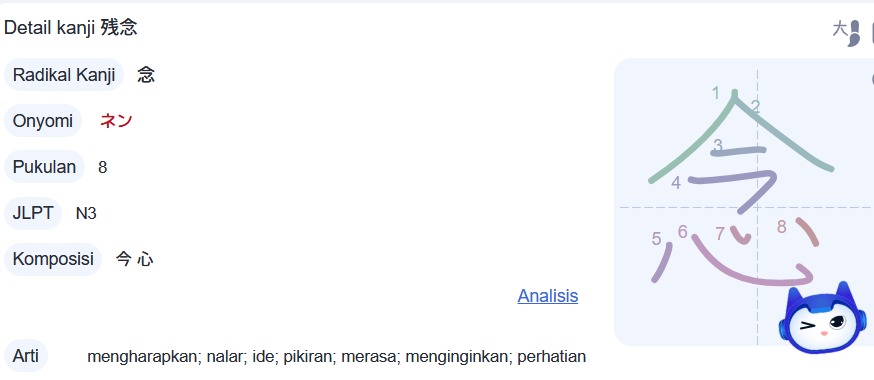 Detail kanji 残念
大
Radikal Kanji 念
Onyomi ネン
Pukulan 8
JLPT N3
Komposisi 今 心
Analisis
Arti mengharapkan; nalar; ide; pikiran; merasa; menginginkan; perhatian
1
2
3
4
5 6 7 8
念